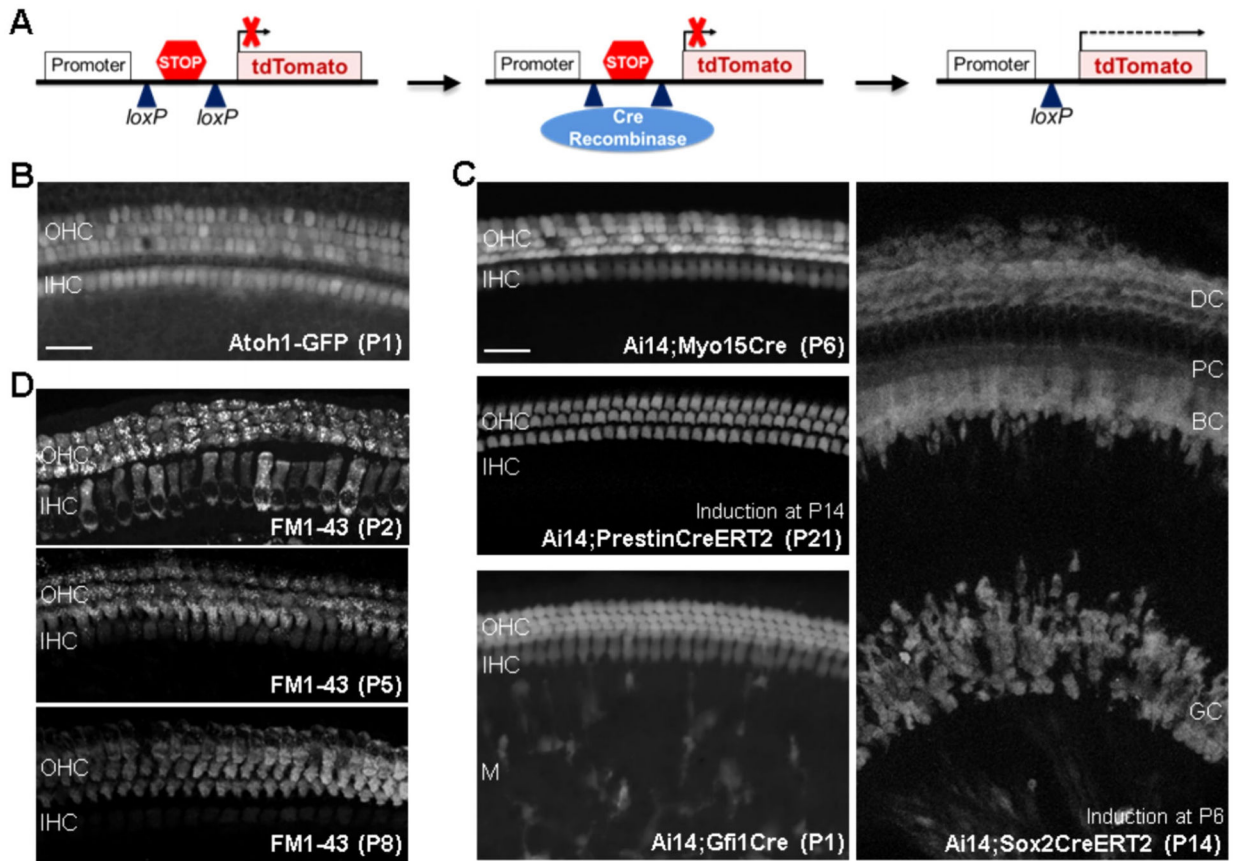 A
Promoter
STOP
tdTomato
loxP
loxP
Promoter
STOP
tdTomato
Cre
Recombinase
Promoter
tdTomato
loxP
B
OHC
IHC
Atoh1-GFP (P1)
C
OHC
IHC
Ai14;Myo15Cre (P6)
OHC
IHC
Induction at P14
Ai14;PrestinCreERT2 (P21)
OHC
IHC
M
Ai14;Gfi1Cre (P1)
DC
PC
BC
GC
Induction at P6
Ai14;Sox2CreERT2 (P14)
D
OHC
IHC
FM1-43 (P2)
OHC
IHC
FM1-43 (P5)
OHC
IHC
FM1-43 (P8)